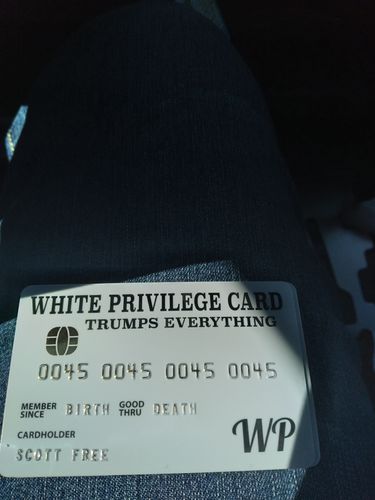 WHITE PRIVILEGE CARD
TRUMPS EVERYTHING
0045 0045 0045 0045
MEMBER SINCE BIRTH GOOD THRU DEATH
CARDHOLDER
SCOTT FREE
WP